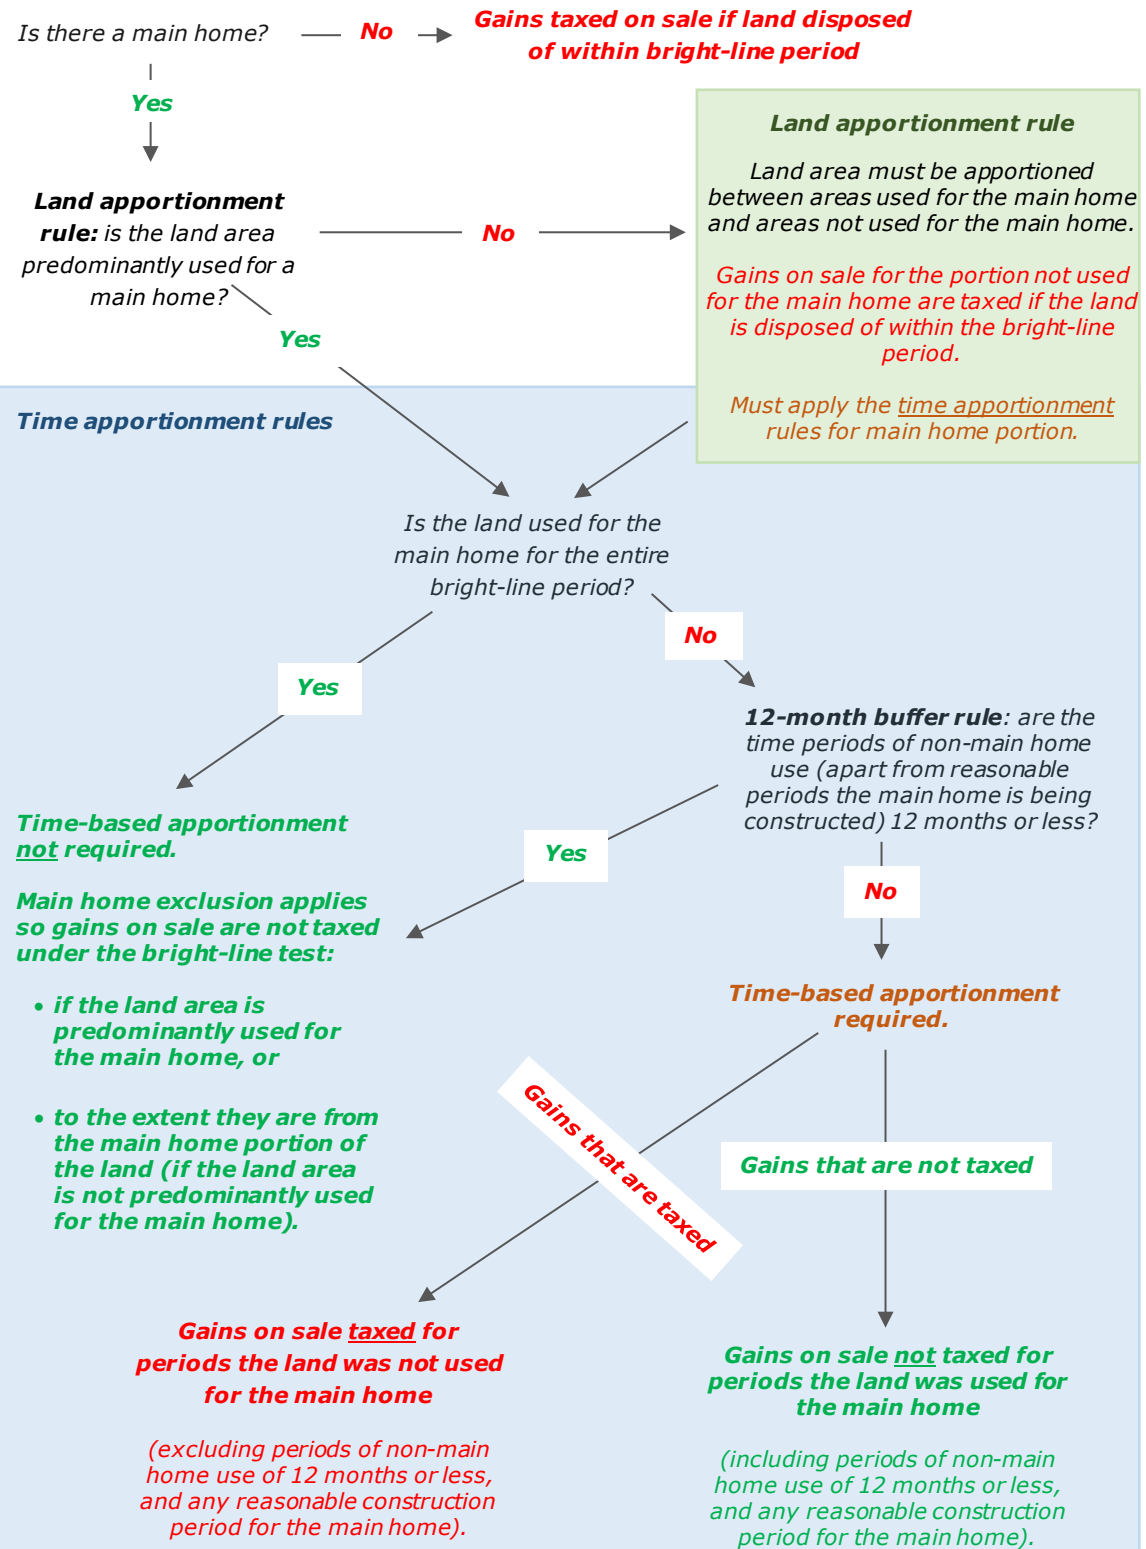 Is there a main home?
No
Gains taxed on sale if land disposed
of within bright-line period
Yes
Land apportionment
rule: is the land area
predominantly used for a
main home?
No
Land apportionment rule
Land area must be apportioned
between areas used for the main home
and areas not used for the main home.
Gains on sale for the portion not used
for the main home are taxed if the land
is disposed of within the bright-line
period.
Must apply the time apportionment
rules for main home portion.
Yes
Time apportionment rules
Is the land used for the
main home for the entire
bright-line period?
Yes
No
12-month buffer rule: are the
time periods of non-main home
use (apart from reasonable
periods the main home is being
constructed) 12 months or less?
Yes
No
Time-based apportionment
not required.
Main home exclusion applies
so gains on sale are not taxed
under the bright-line test:
• if the land area is
predominantly used for
the main home, or
• to the extent they are from
the main home portion of
the land (if the land area
is not predominantly used
for the main home).
Time-based apportionment
required.
Gains that are taxed
Gains that are not taxed
Gains on sale taxed for
periods the land was not used
for the main home
(excluding periods of non-main
home use of 12 months or less,
and any reasonable construction
period for the main home).
Gains on sale not taxed for
periods the land was used for
the main home
(including periods of non-main
home use of 12 months or less,
and any reasonable construction
period for the main home).